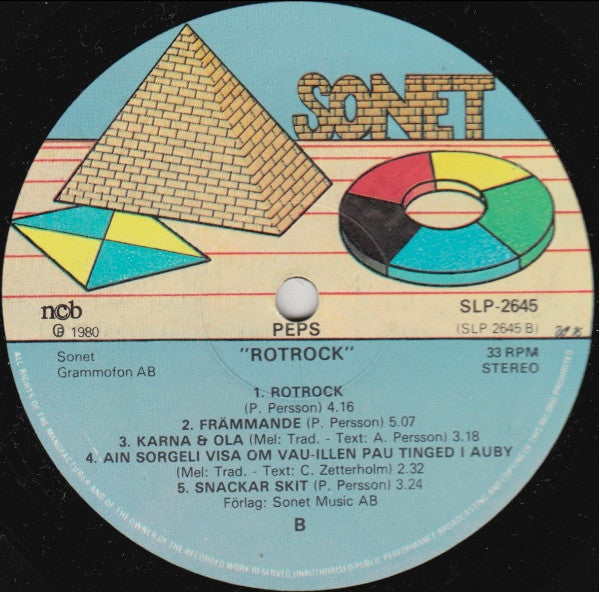 SONET
ncb
Ⓟ 1980
PEPS
SLP-2645
(SLP 2645 B)
"ROTROCK"
33 RPM
STEREO
Sonet
Grammofon AB
1. ROTROCK
(P. Persson) 4.16
2. FRÄMMANDE (P. Persson) 5.07
3. KARNA & OLA (Mel: Trad. - Text: A. Persson) 3.18
4. AIN SORGELI VISA OM VAU-ILLEN PAU TINGED I AUBY
(Mel: Trad. - Text: C. Zetterholm) 2.32
5. SNACKAR SKIT (P. Persson) 3.24
Förlag: Sonet Music AB
B
ALL RIGHTS OF THE MANUFACTURER AND OF THE OWNER OF THE RECORDED WORK RESERVED. UNAUTHORISED PUBLIC PERFORMANCE BROADCASTING AND COPYING OF THIS RECORD PROHIBITED